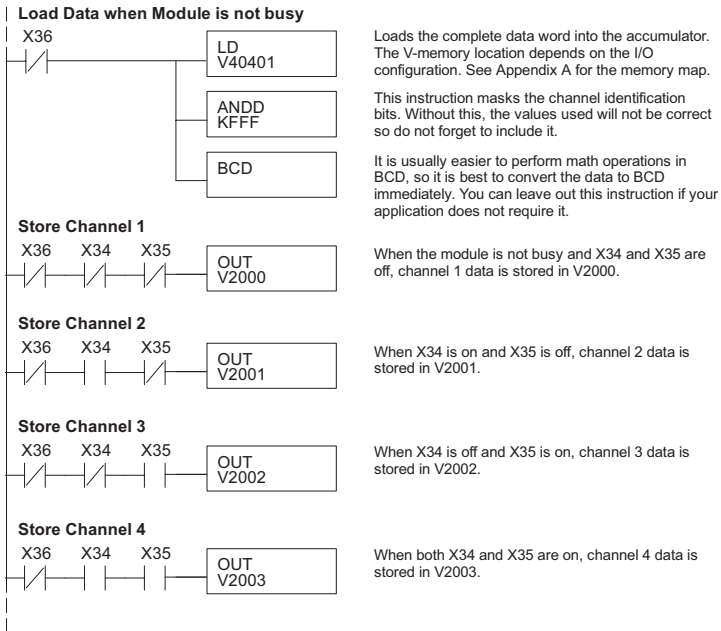 Load Data when Module is not busy
X36
LD
V40401
Loads the complete data word into the accumulator.
The V-memory location depends on the I/O
configuration. See Appendix A for the memory map.
ANDD
KFFF
This instruction masks the channel identification
bits. Without this, the values used will not be correct
so do not forget to include it.
BCD
It is usually easier to perform math operations in
BCD, so it is best to convert the data to BCD
immediately. You can leave out this instruction if your
application does not require it.
Store Channel 1
X36 X34 X35
OUT
V2000
When the module is not busy and X34 and X35 are
off, channel 1 data is stored in V2000.
Store Channel 2
X36 X34 X35
OUT
V2001
When X34 is on and X35 is off, channel 2 data is
stored in V2001.
Store Channel 3
X36 X34 X35
OUT
V2002
When X34 is off and X35 is on, channel 3 data is
stored in V2002.
Store Channel 4
X36 X34 X35
OUT
V2003
When both X34 and X35 are on, channel 4 data is
stored in V2003.